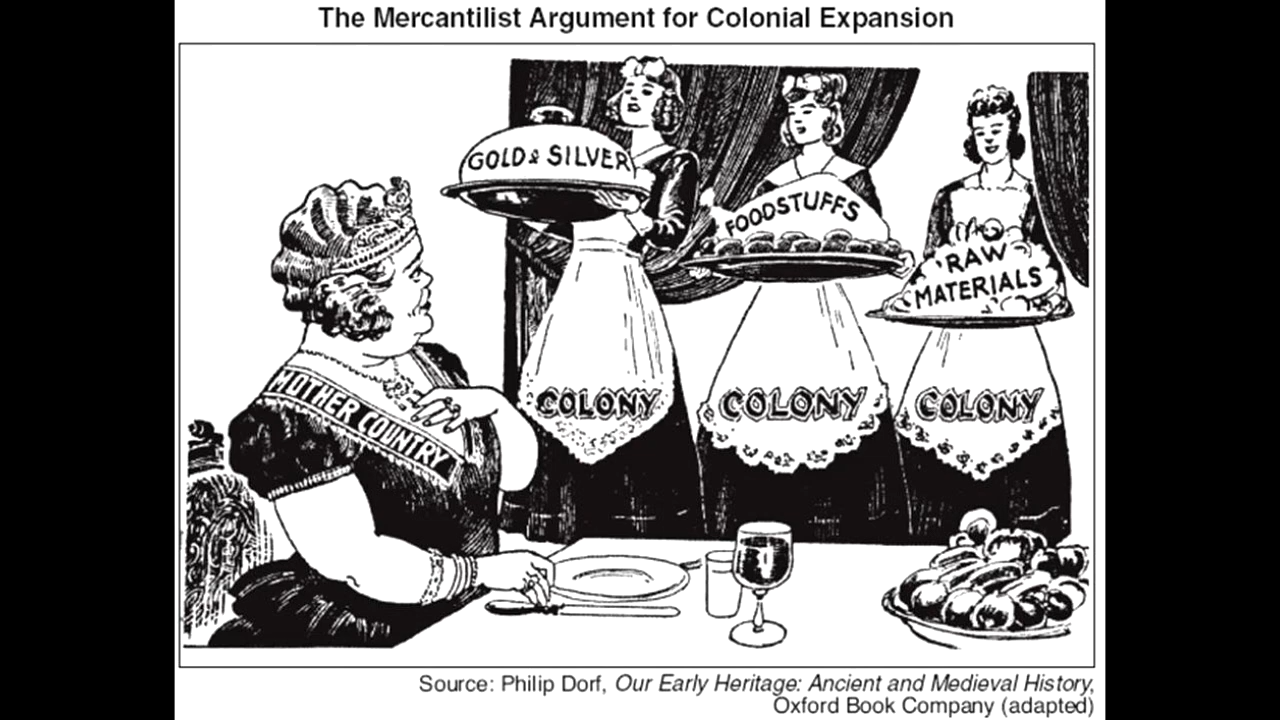 The Mercantilist Argument for Colonial Expansion
GOLD & SILVER
FOODSTUFFS
RAW
MATERIALS
MOTHER COUNTRY
COLONY
COLONY
COLONY
Source: Philip Dorf, Our Early Heritage: Ancient and Medieval History,
Oxford Book Company (adapted)